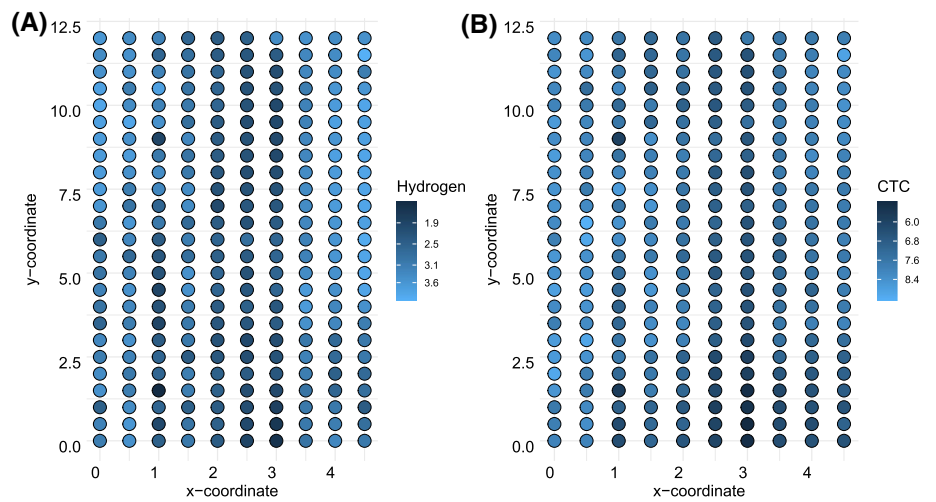 (A)
12.5
10.0
7.5
5.0
2.5
0.0
y−coordinate
0 1 2 3 4
x−coordinate
Hydrogen
1.9
2.5
3.1
3.6
(B)
12.5
10.0
7.5
5.0
2.5
0.0
y−coordinate
0 1 2 3 4
x−coordinate
CTC
6.0
6.8
7.6
8.4